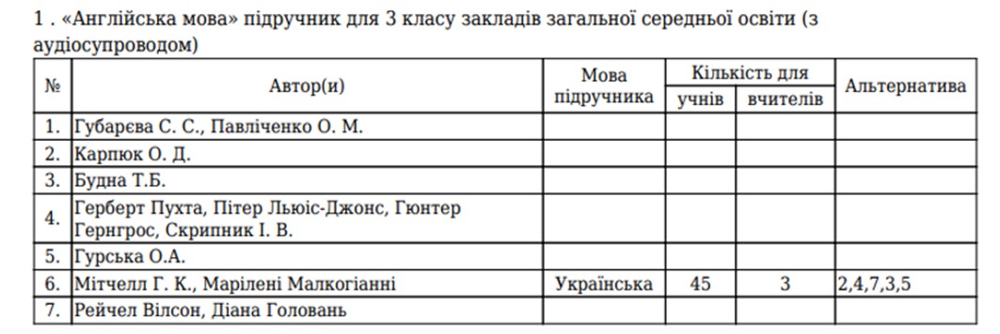 1 . «Англійська мова» підручник для 3 класу закладів загальної середньої освіти (з
аудіосупроводом)
№ Автор(и) Мова підручника Кількість для Альтернатива
учнів вчителів
1. Губарєва С. С., Павліченко О. М.
2. Карпюк О. Д.
3. Будна Т.Б.
4. Герберт Пухта, Пітер Льюіс-Джонс, Гюнтер
Гернгрос, Скрипник І. В.
5. Гурська О.А.
6. Мітчелл Г. К., Марілені Малкогіанні Українська 45 3 2,4,7,3,5
7. Рейчел Вілсон, Діана Головань